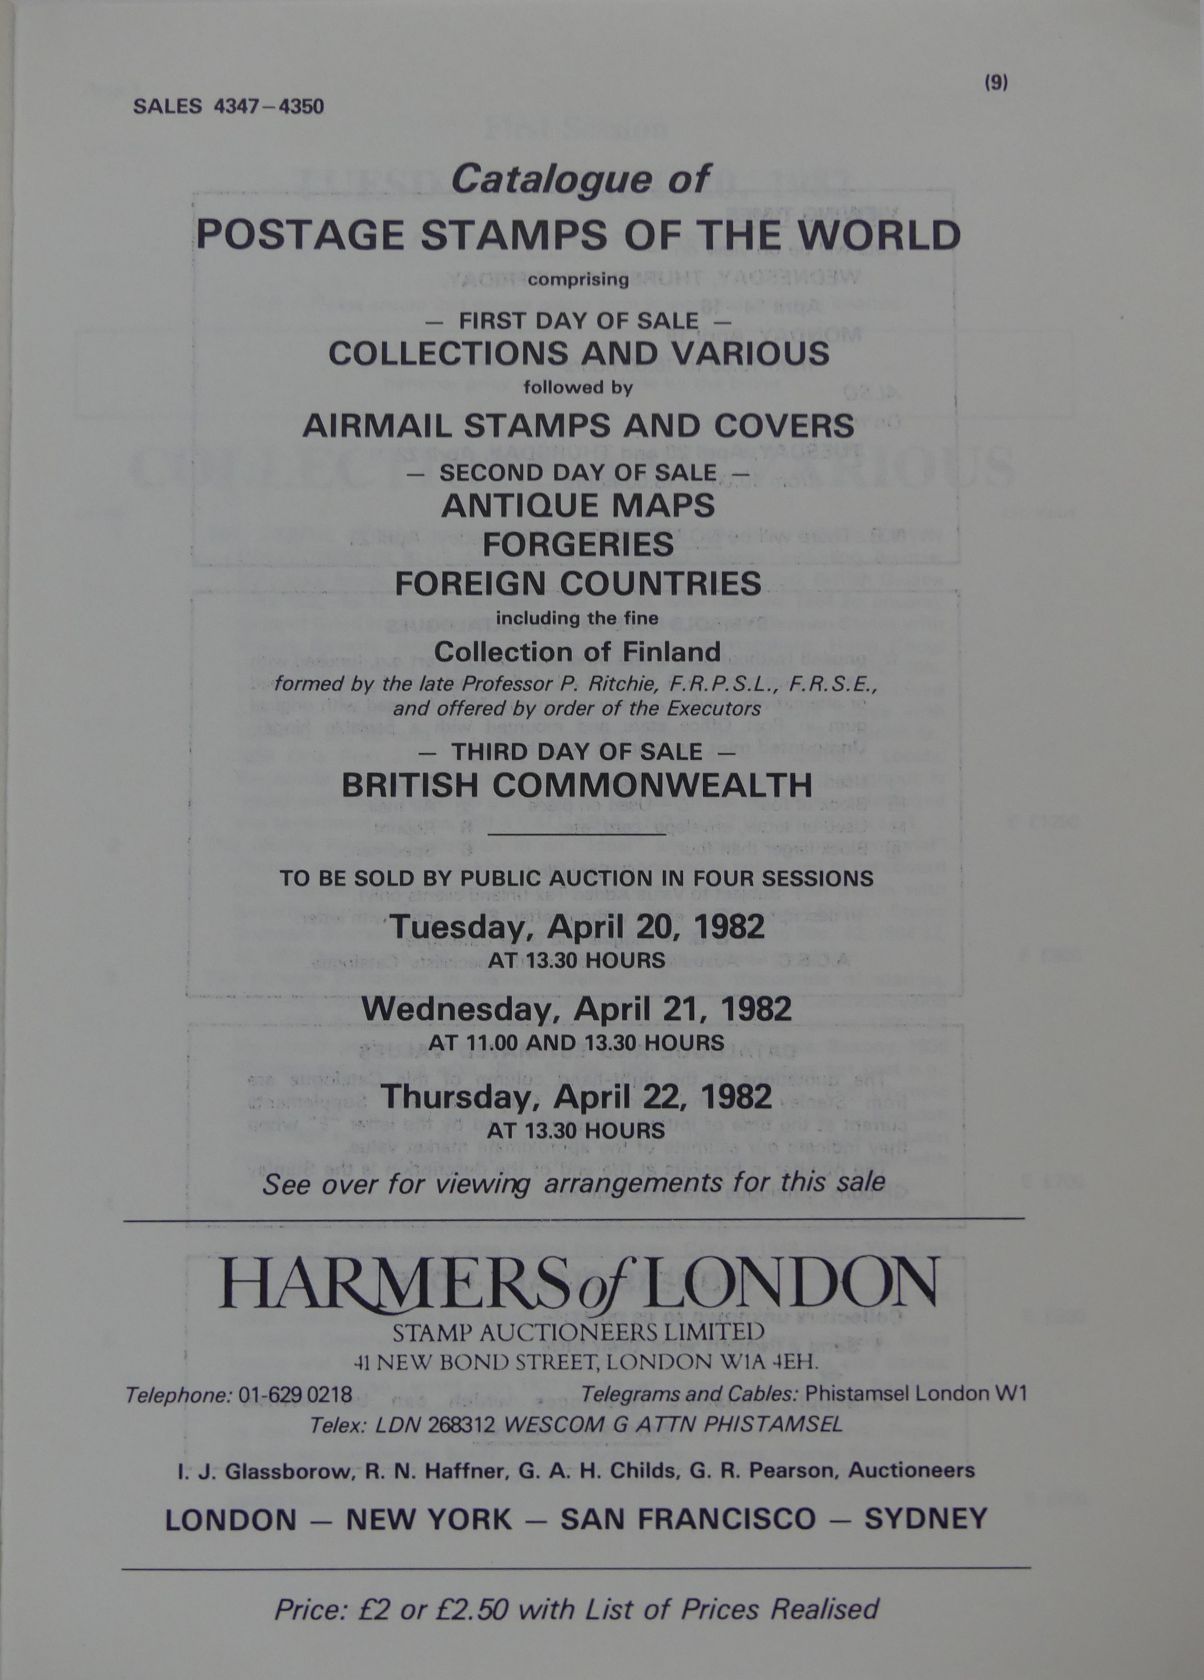 (9)
SALES 4347–4350
Catalogue of
POSTAGE STAMPS OF THE WORLD
comprising
– FIRST DAY OF SALE –
COLLECTIONS AND VARIOUS
followed by
AIRMAIL STAMPS AND COVERS
– SECOND DAY OF SALE –
ANTIQUE MAPS
FORGERIES
FOREIGN COUNTRIES
including the fine
Collection of Finland
formed by the late Professor P. Ritchie, F.R.P.S.L., F.R.S.E.,
and offered by order of the Executors
– THIRD DAY OF SALE –
BRITISH COMMONWEALTH
TO BE SOLD BY PUBLIC AUCTION IN FOUR SESSIONS
Tuesday, April 20, 1982
AT 13.30 HOURS
Wednesday, April 21, 1982
AT 11.00 AND 13.30 HOURS
Thursday, April 22, 1982
AT 13.30 HOURS
See over for viewing arrangements for this sale
HARMERS of LONDON
STAMP AUCTIONEERS LIMITED
41 NEW BOND STREET, LONDON W1A 4EH.
Telephone: 01-629 0218 Telegrams and Cables: Phistamsel London W1
Telex: LDN 268312 WESCOM G ATTN PHISTAMSEL
I. J. Glassborow, R. N. Haffner, G. A. H. Childs, G. R. Pearson, Auctioneers
LONDON – NEW YORK – SAN FRANCISCO – SYDNEY
Price: £2 or £2.50 with List of Prices Realised